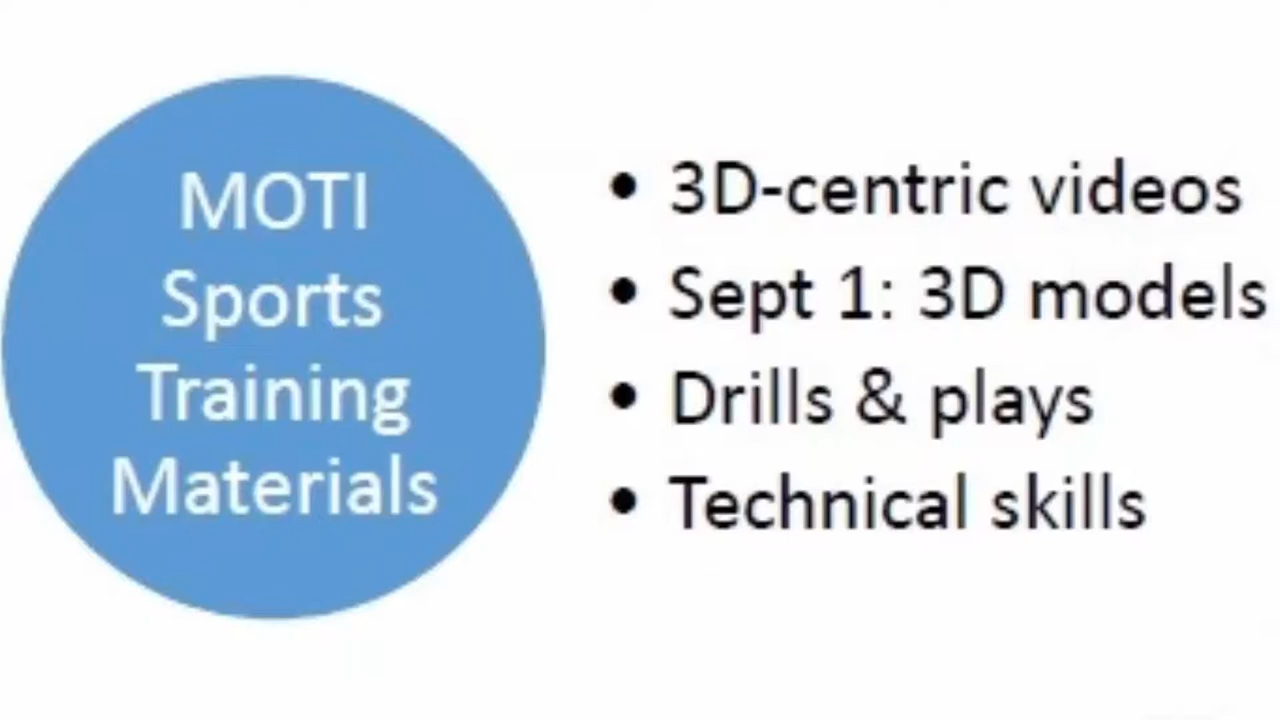 MOTI
Sports
Training
Materials
• 3D-centric videos
• Sept 1: 3D models
• Drills & plays
• Technical skills